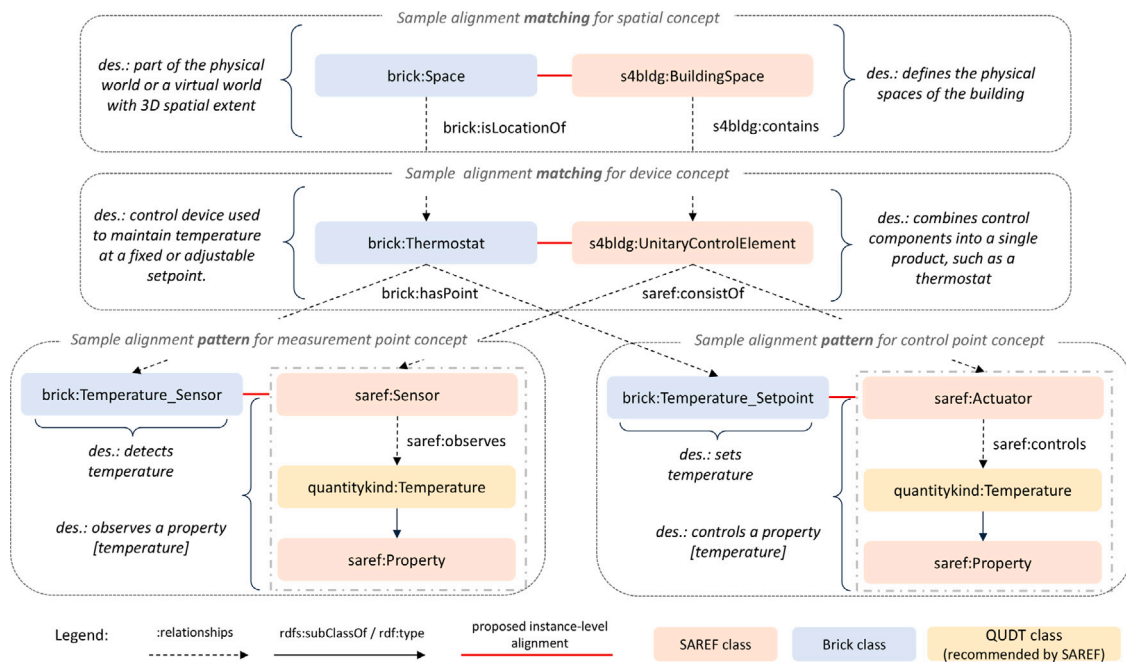 Sample alignment matching for spatial concept
des.: part of the physical
world or a virtual world
with 3D spatial extent
brick:Space
s4bldg:BuildingSpace
des.: defines the physical
spaces of the building
brick:isLocationOf
s4bldg:contains
Sample alignment matching for device concept
des.: control device used
to maintain temperature
at a fixed or adjustable
setpoint.
brick:Thermostat
s4bldg:UnitaryControlElement
des.: combines control
components into a single
product, such as a
thermostat
brick:hasPoint
saref:consistOf
Sample alignment pattern for measurement point concept
brick:Temperature_Sensor
saref:Sensor
des.: detects
temperature
saref:observes
quantitykind:Temperature
des.: observes a property
[temperature]
saref:Property
Sample alignment pattern for control point concept
brick:Temperature_Setpoint
saref:Actuator
des.: sets
temperature
saref:controls
quantitykind:Temperature
des.: controls a property
[temperature]
saref:Property
Legend:
:relationships
rdfs:subClassOf / rdf:type
proposed instance-level
alignment
SAREF class
Brick class
QUDT class
(recommended by SAREF)